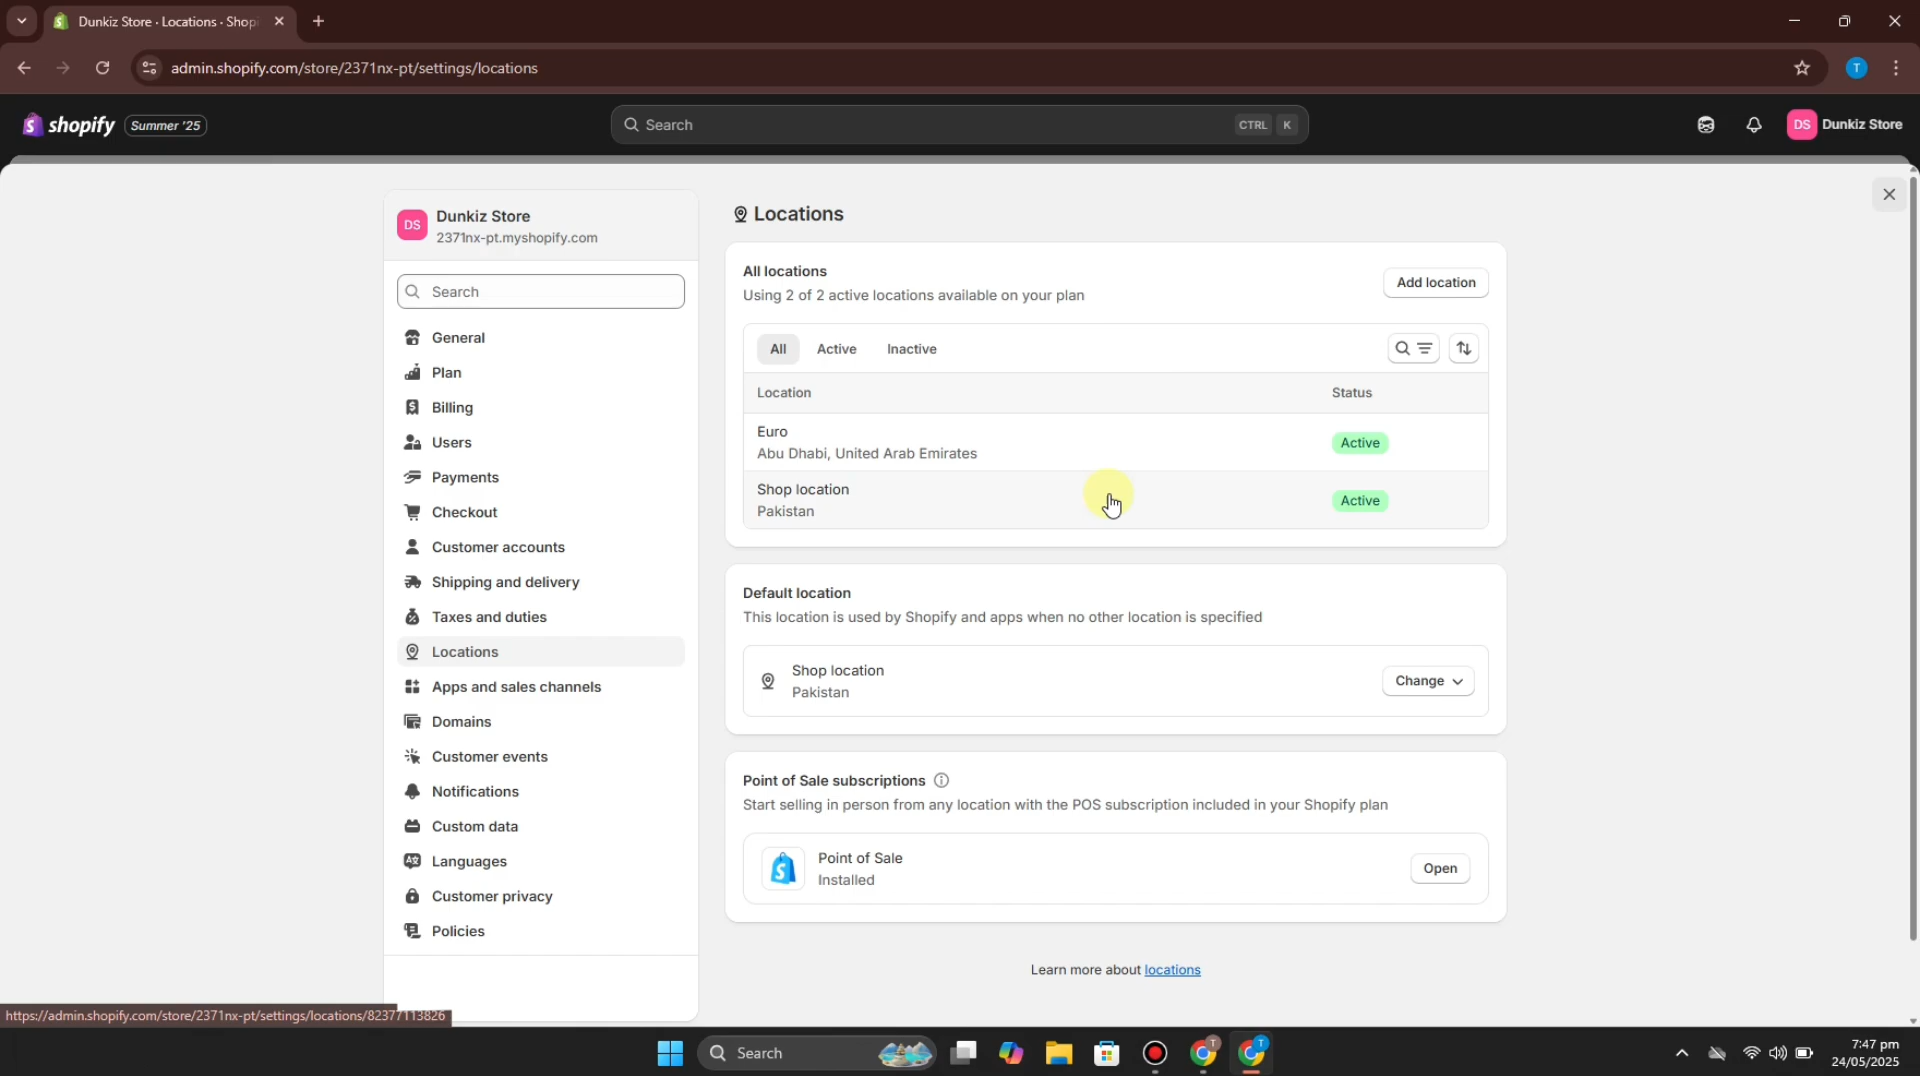 Dunkiz Store · Locations · Shopi
admin.shopify.com/store/2371nx-pt/settings/locations
shopify
Summer '25
Search
CTRL K
DS
Dunkiz Store
DS
Dunkiz Store
2371nx-pt.myshopify.com
Search
General
Plan
Billing
Users
Payments
Checkout
Customer accounts
Shipping and delivery
Taxes and duties
Locations
Apps and sales channels
Domains
Customer events
Notifications
Custom data
Languages
Customer privacy
Policies
Locations
All locations
Using 2 of 2 active locations available on your plan
Add location
All Active Inactive
Location Status
Euro
Abu Dhabi, United Arab Emirates
Active
Shop location
Pakistan
Active
Default location
This location is used by Shopify and apps when no other location is specified
Shop location
Pakistan
Change
Point of Sale subscriptions
Start selling in person from any location with the POS subscription included in your Shopify plan
Point of Sale
Installed
Open
Learn more about locations
https://admin.shopify.com/store/2371nx-pt/settings/locations/82377113826
Search
7:47 pm
24/05/2025